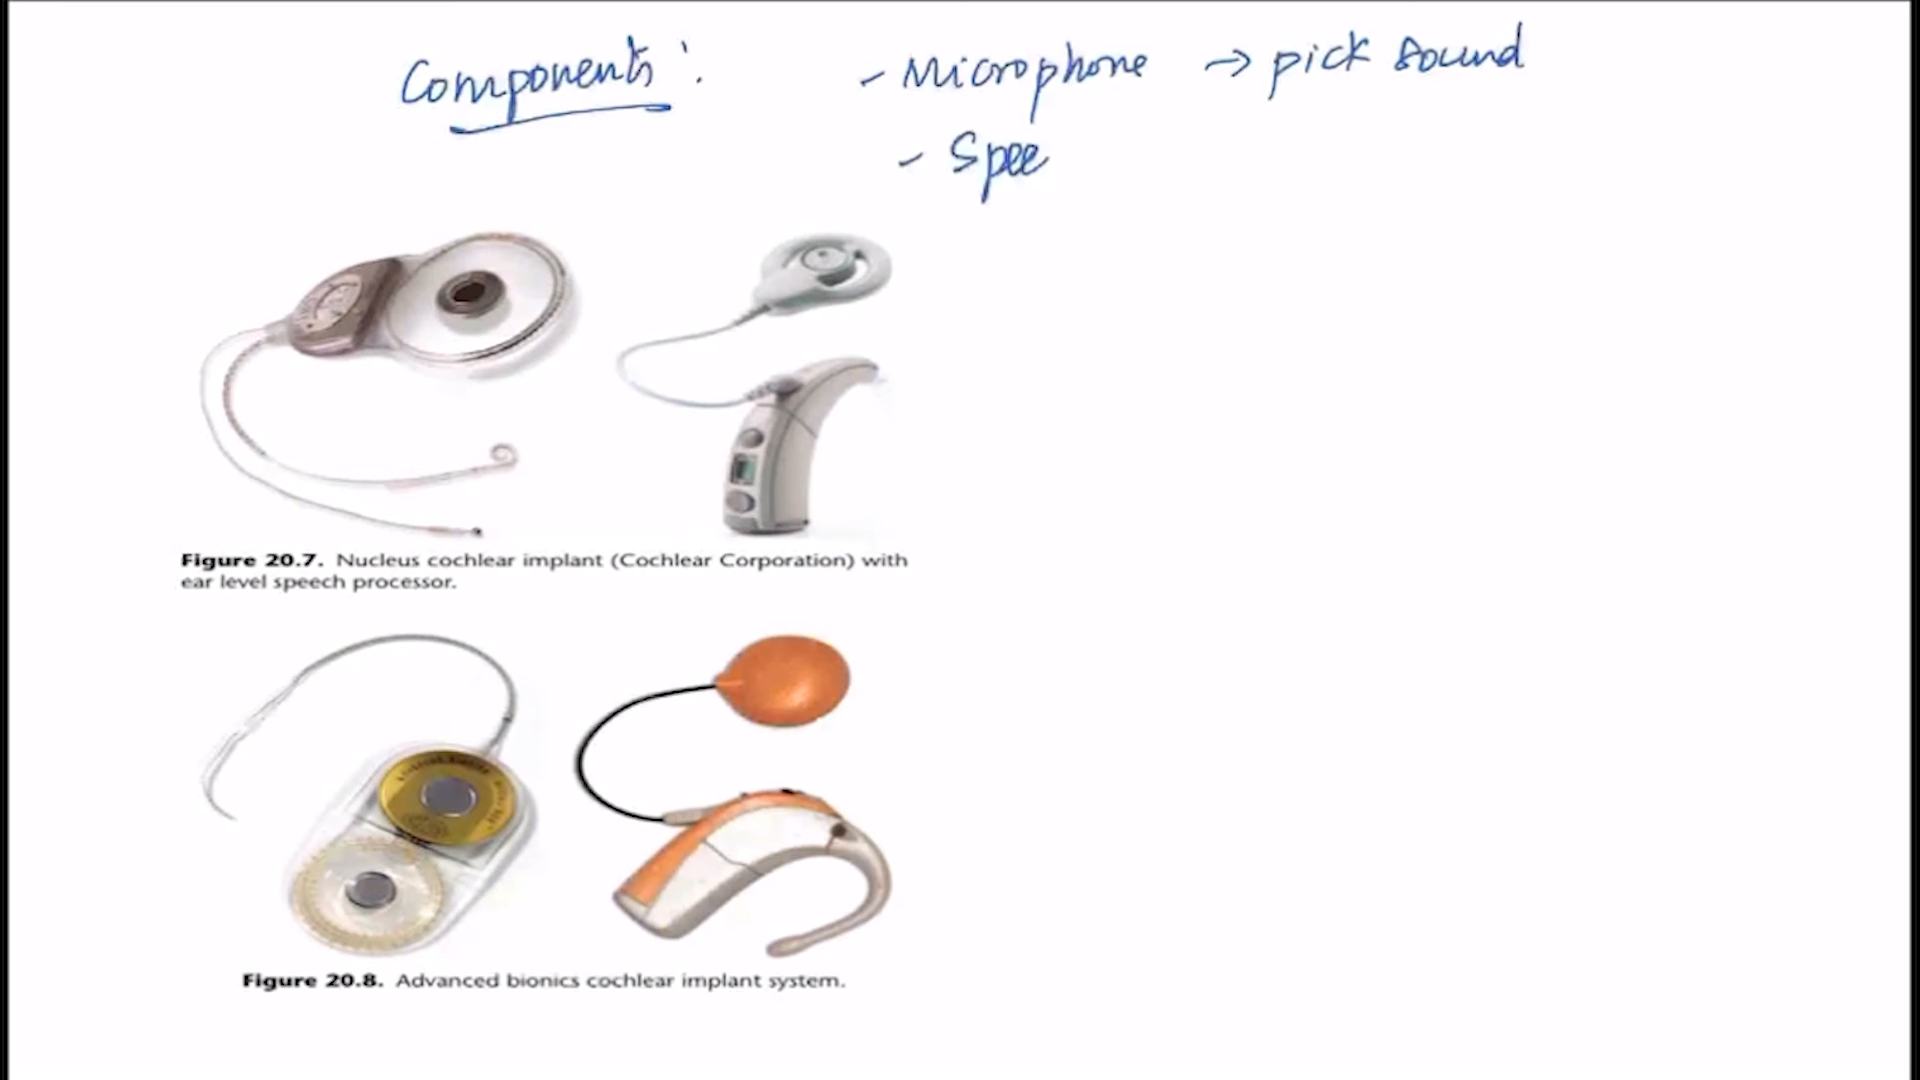 Components :
- Microphone → pick sound
- Spee
Figure 20.7. Nucleus cochlear implant (Cochlear Corporation) with
ear level speech processor.
Figure 20.8. Advanced bionics cochlear implant system.